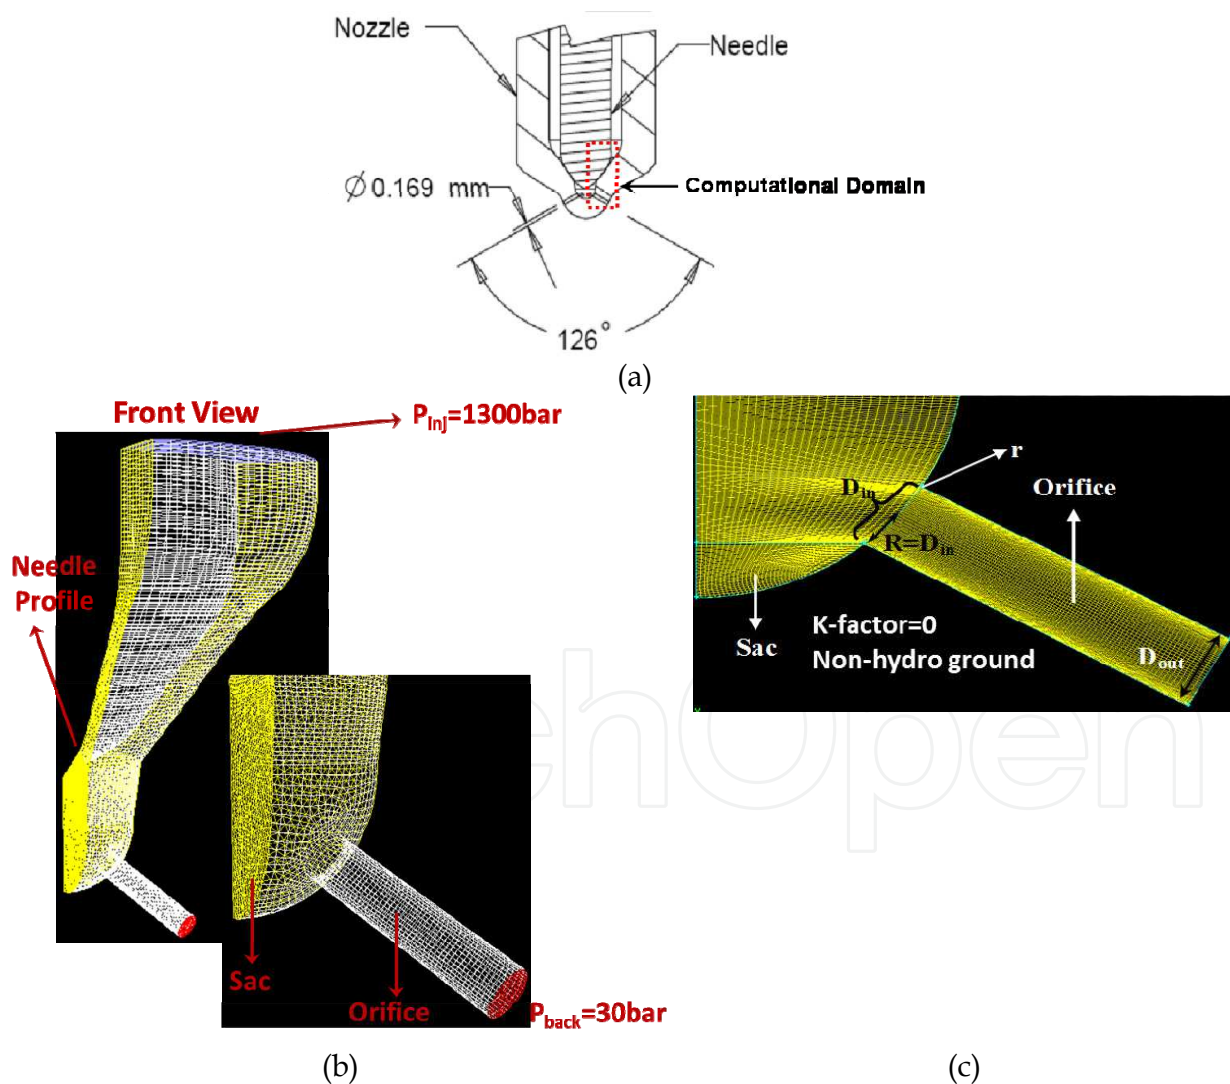 Nozzle
Needle
Ø0.169 mm
Computational Domain
126°
(a)
Front View
P_Inj=1300bar
Needle
Profile
Sac
Orifice
P_back=30bar
(b)
r
D_in
Orifice
R=D_in
K-factor=0
Sac
Non-hydro ground
D_out
(c)
chOpen